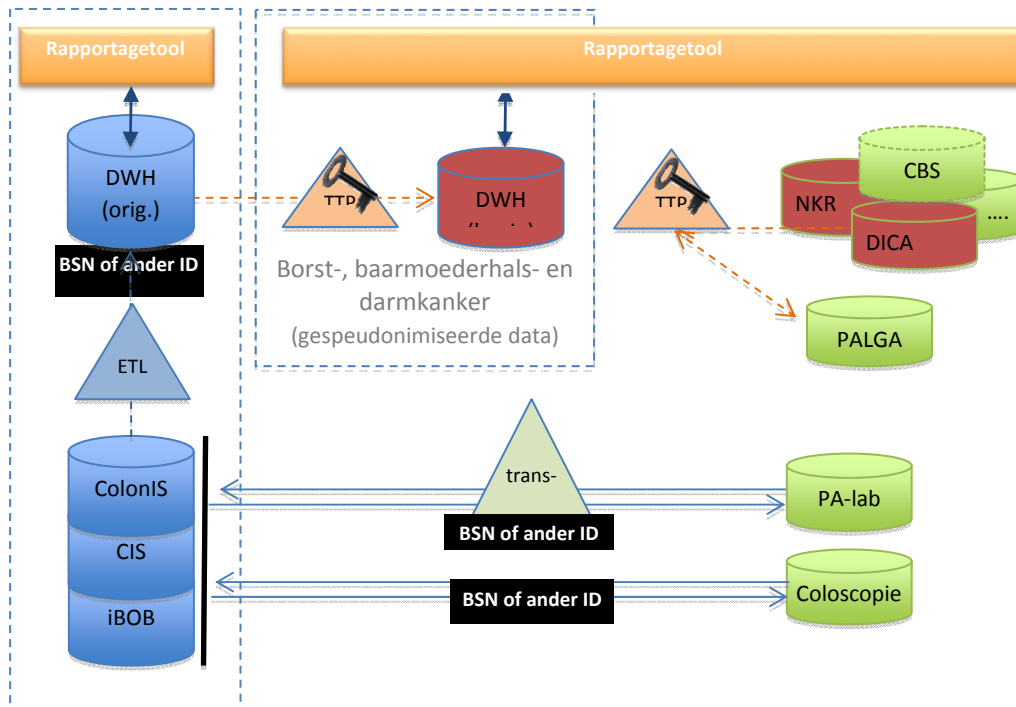 Rapportagetool
Rapportagetool
DWH
(orig.)
BSN of ander ID
ETL
ColonIS
CIS
iBOB
TTP
DWH
Borst-, baarmoederhals- en
darmkanker
(gespeudonimiseerde data)
TTP
CBS
NKR
....
DICA
PALGA
trans-
BSN of ander ID
PA-lab
BSN of ander ID
Coloscopie